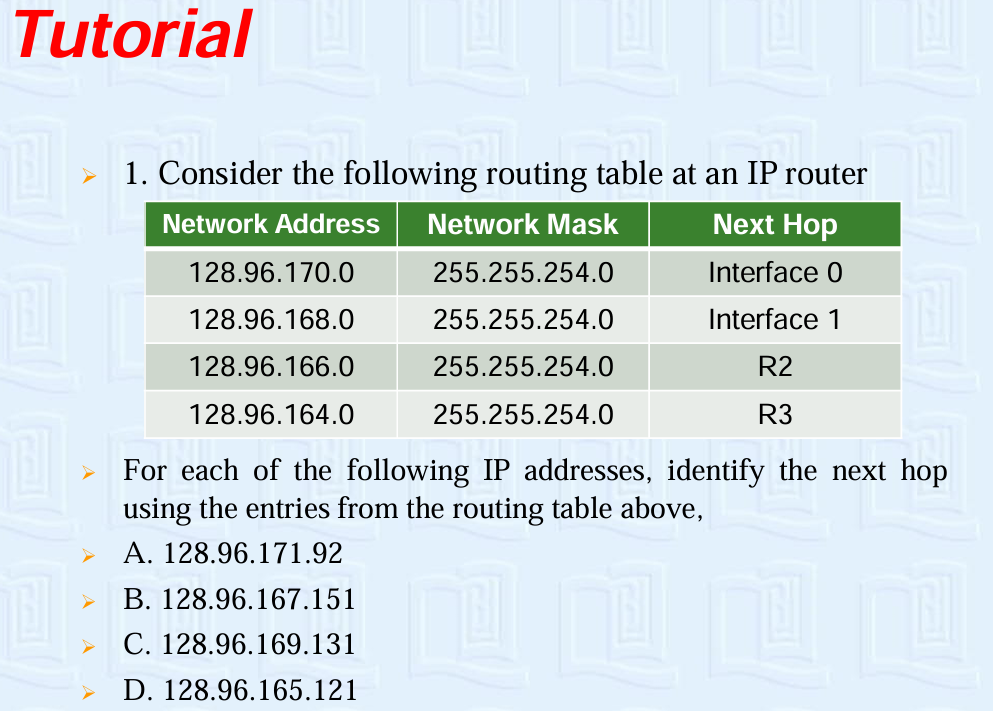 Tutorial
1. Consider the following routing table at an IP router
Network Address Network Mask Next Hop
128.96.170.0 255.255.254.0 Interface 0
128.96.168.0 255.255.254.0 Interface 1
128.96.166.0 255.255.254.0 R2
128.96.164.0 255.255.254.0 R3
For each of the following IP addresses, identify the next hop
using the entries from the routing table above,
A. 128.96.171.92
B. 128.96.167.151
C. 128.96.169.131
D. 128.96.165.121